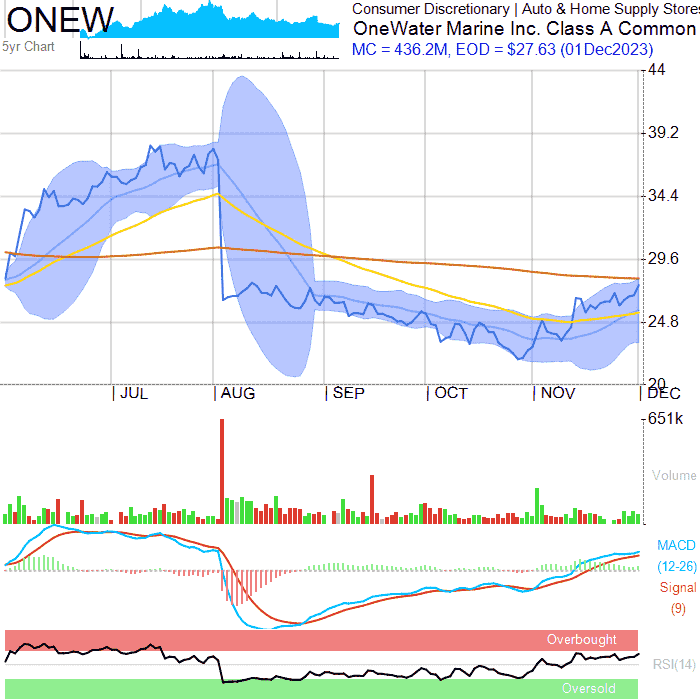 ONEW
Consumer Discretionary | Auto & Home Supply Stores
OneWater Marine Inc. Class A Common
5yr Chart
MC = 436.2M, EOD = $27.63 (01Dec2023)
44
39.2
34.4
29.6
24.8
20
JUL
AUG
SEP
OCT
NOV
DEC
651k
Volume
MACD
(12-26)
Signal
(9)
Overbought
RSI(14)
Oversold